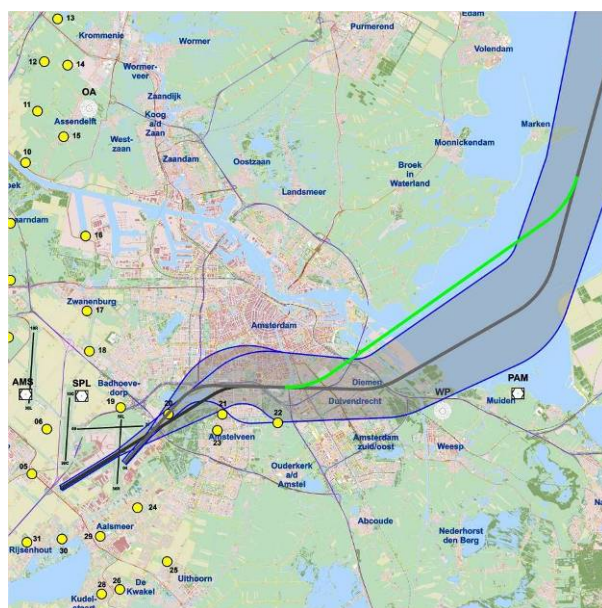 13
Krommenie
Wormer
Purmerend
Edam
Volendam
12
14
Wormer-
veer
OA
Zaandijk
11
Assendelft
Koog
a/d
Zaan
Marken
15
West-
zaan
Monnickendam
10
Zaandam
Oostzaan
Broek
in
Waterland
Landsmeer
16
Zwanenburg
17
Amsterdam
18
AMS
SPL
Badhoeve-
dorp
19
20
21
22
23
Diemen
WP
PAM
Muiden
Duivendrecht
06
Amstelveen
Amsterdam
zuid/oost
Weesp
05
Ouderkerk
a/d
Amstel
24
Abcoude
31
Rijsenhout
30
29
Aalsmeer
Nederhorst
den Berg
25
Uithoorn
28
26
De
Kwakel
Kudel-